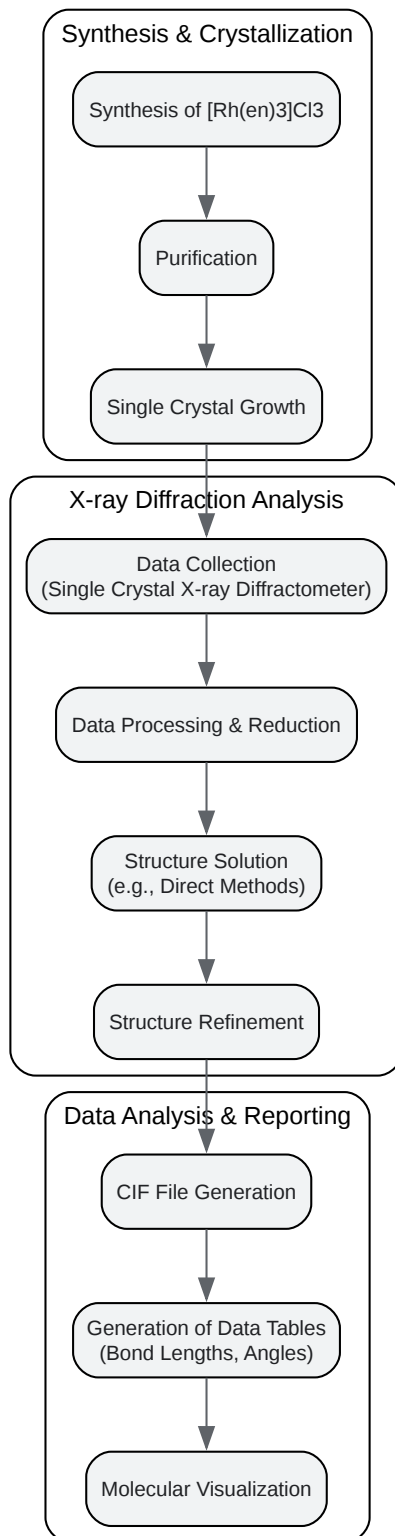 Synthesis & Crystallization
Synthesis of [Rh(en)3]Cl3
Purification
Single Crystal Growth
X-ray Diffraction Analysis
Data Collection
(Single Crystal X-ray Diffractometer)
Data Processing & Reduction
Structure Solution
(e.g., Direct Methods)
Structure Refinement
Data Analysis & Reporting
CIF File Generation
Generation of Data Tables
(Bond Lengths, Angles)
Molecular Visualization